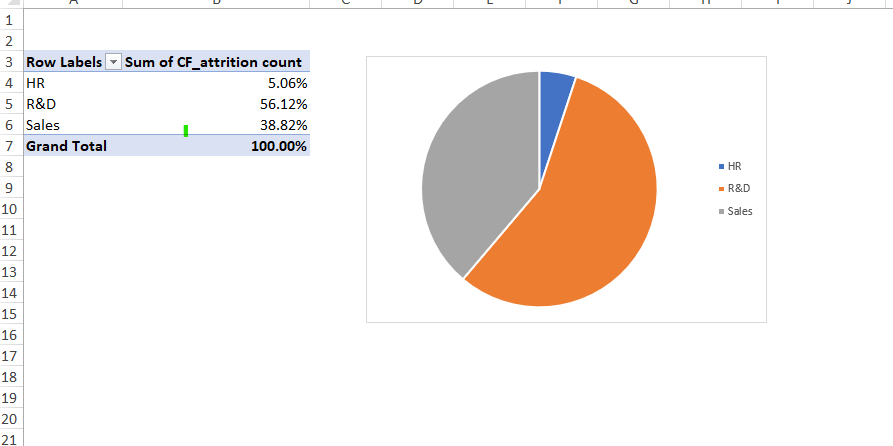 1
2
3 Row Labels Sum of CF_attrition count
4 HR 5.06%
5 R&D 56.12%
6 Sales 38.82%
7 Grand Total 100.00%
8
9
10
11
12
13
14
15
16
17
18
19
20
21
HR
R&D
Sales